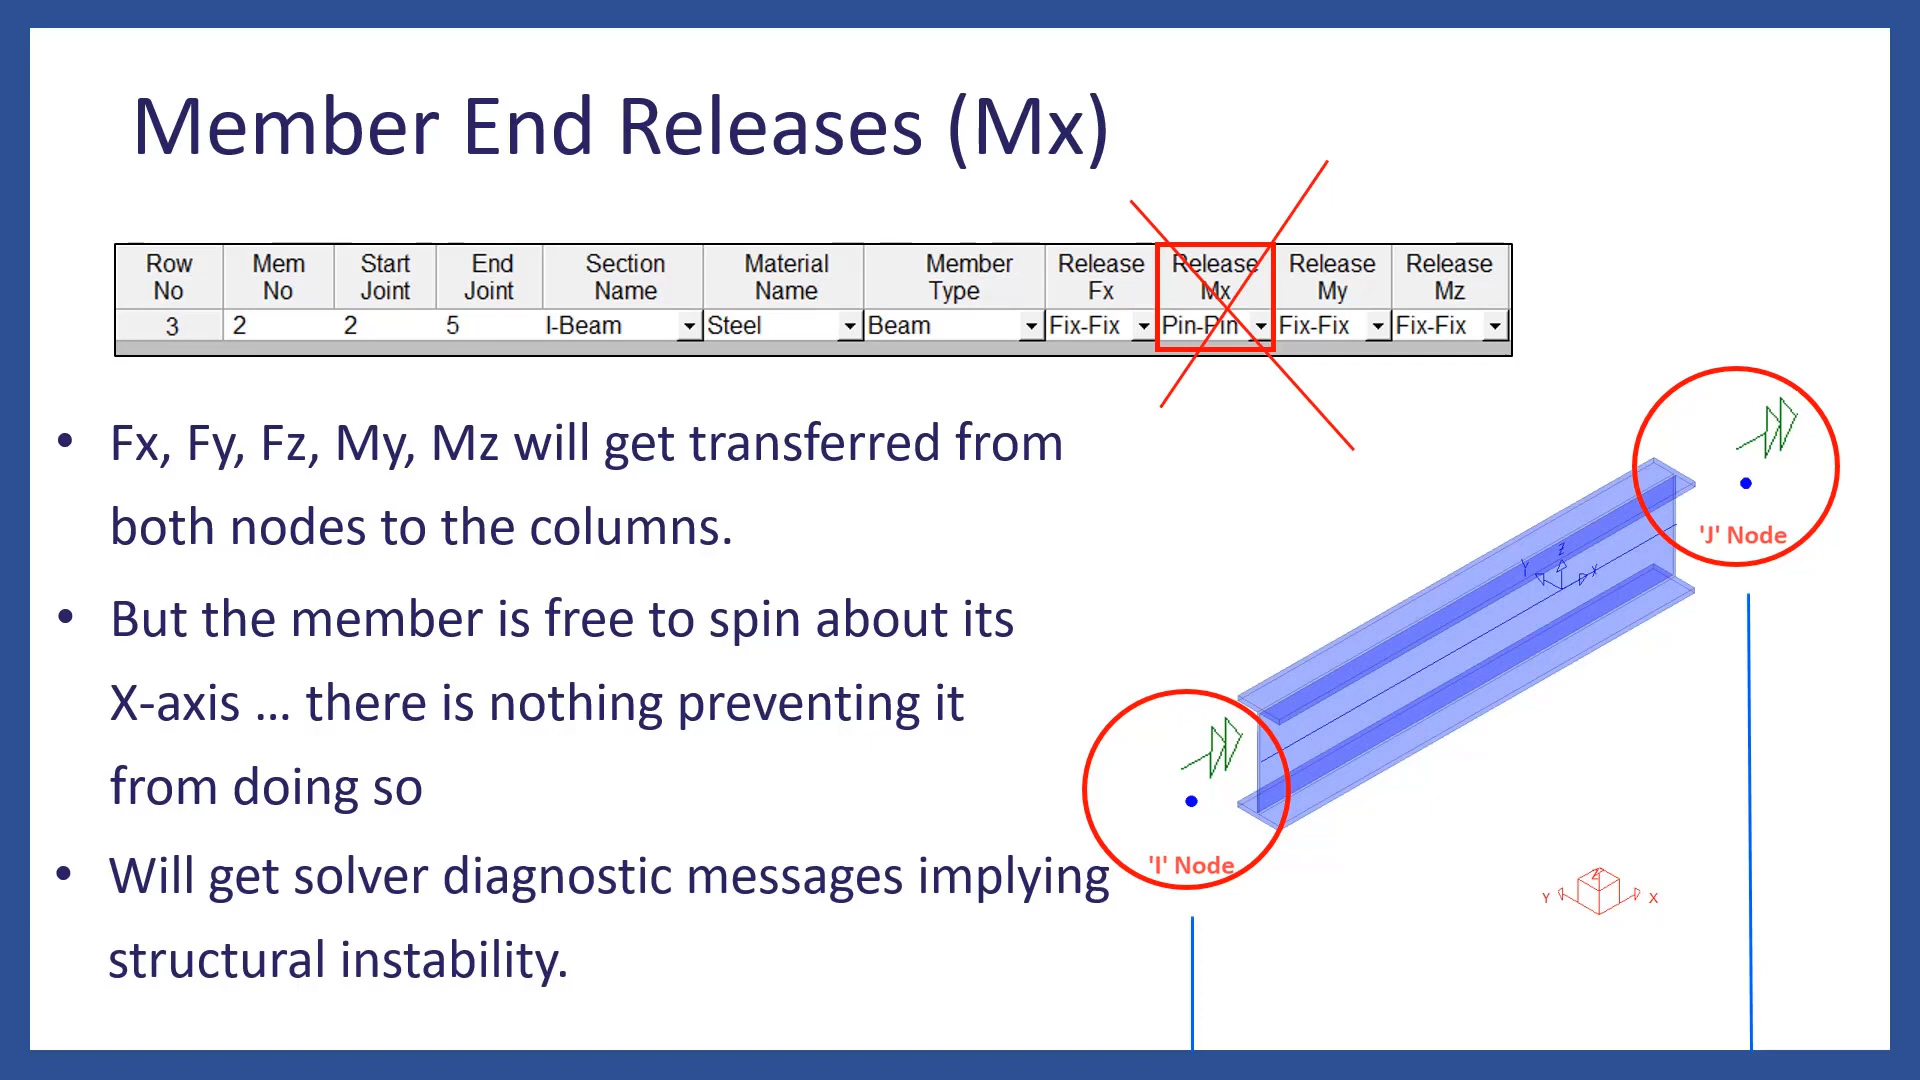 Member End Releases (Mx)
Row No Mem No Start Joint End Joint Section Name Material Name Member Type Release Fx Release Mx Release My Release Mz
3 2 2 5 I-Beam Steel Beam Fix-Fix Pin-Pin Fix-Fix Fix-Fix
• Fx, Fy, Fz, My, Mz will get transferred from
both nodes to the columns.
• But the member is free to spin about its
X-axis ... there is nothing preventing it
from doing so
• Will get solver diagnostic messages implying
structural instability.
'J' Node
Z
Y X
'I' Node
Z
Y X